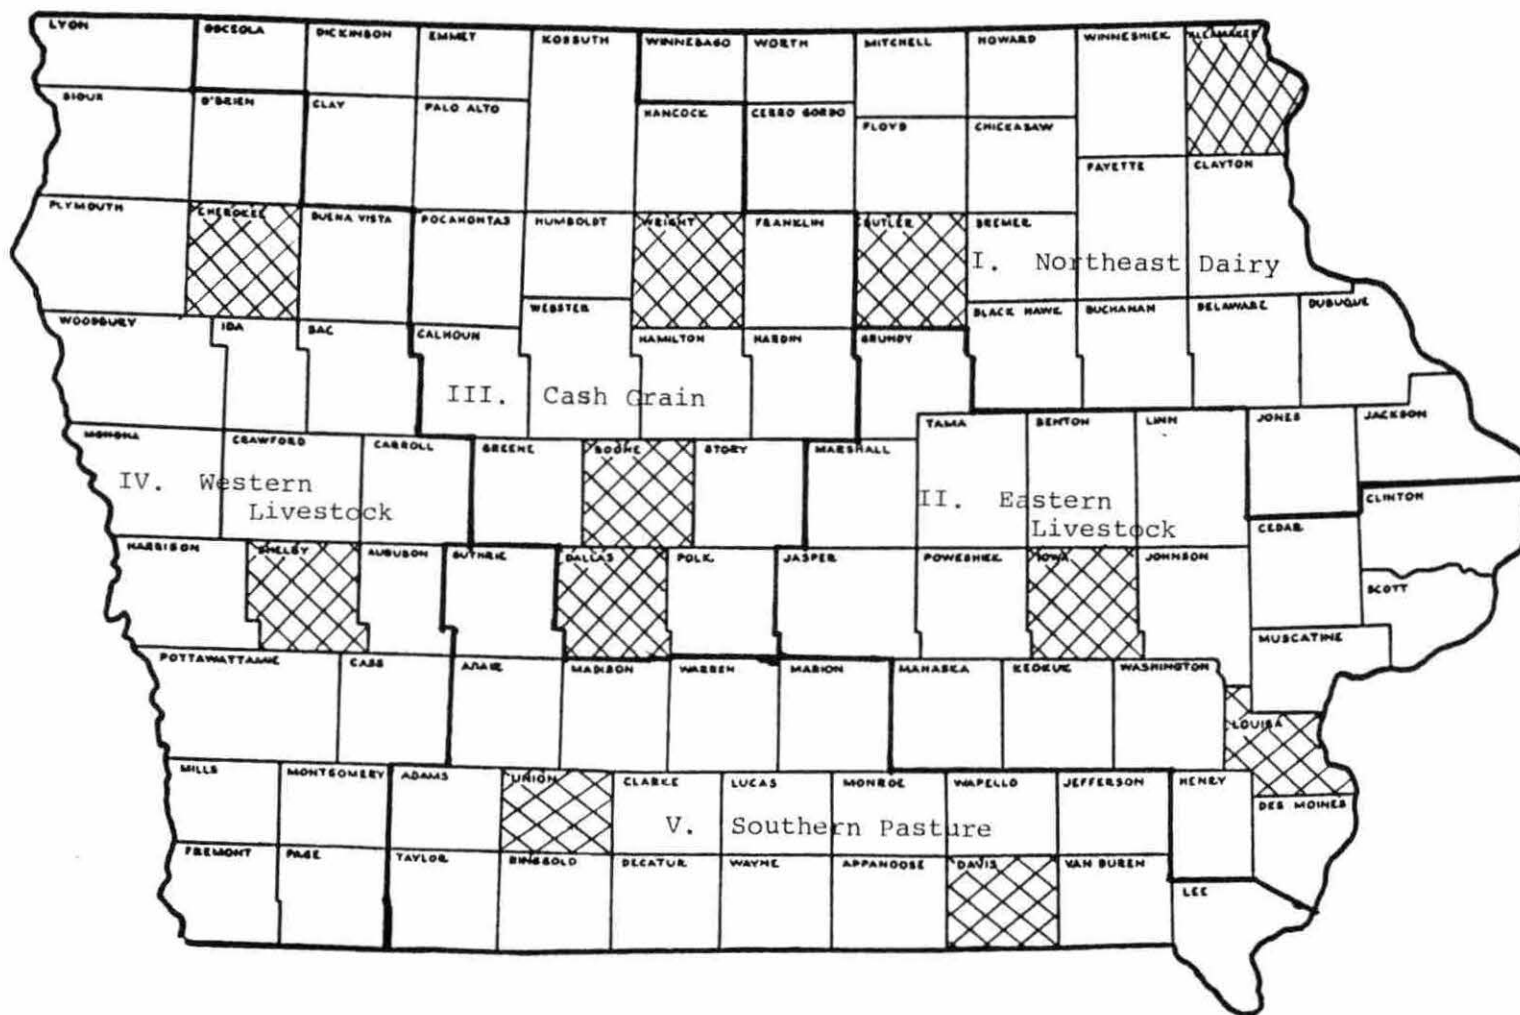 LYON OSCEOLA DICKINSON EMMET KOSSUTH WINNEBAGO WORTH MITCHELL HOWARD WINNESHIEK ALLAMAKEE
SIOUX O'BRIEN CLAY PALO ALTO HANCOCK CERRO GORDO FLOYD CHICKASAW
FAYETTE CLAYTON
PLYMOUTH CHEROKEE BUENA VISTA POCAHONTAS HUMBOLDT WRIGHT FRANKLIN BUTLER BREMER
I. Northeast Dairy
WOODBURY IDA SAC CALHOUN WEBSTER HAMILTON HARDIN GRUNDY BLACK HAWK BUCHANAN DELAWARE DUBUQUE
III. Cash Grain
MONONA CRAWFORD CARROLL GREENE BOONE STORY MARSHALL TAMA BENTON LINN JONES JACKSON
IV. Western
Livestock
II. Eastern
Livestock
CLINTON
CEDAR
HARRISON SHELBY AUDUBON GUTHRIE DALLAS POLK JASPER POWESHIEK IOWA JOHNSON
SCOTT
MUSCATINE
POTTAWATTAMIE CASS ADAIR MADISON WARREN MARION MAHASKA KEOKUK WASHINGTON
LOUISA
MILLS MONTGOMERY ADAMS UNION CLARKE LUCAS MONROE WAPELLO JEFFERSON HENRY
DES MOINES
V. Southern Pasture
FREMONT PAGE TAYLOR RINGGOLD DECATUR WAYNE APPANOOSE DAVIS VAN BUREN
LEE